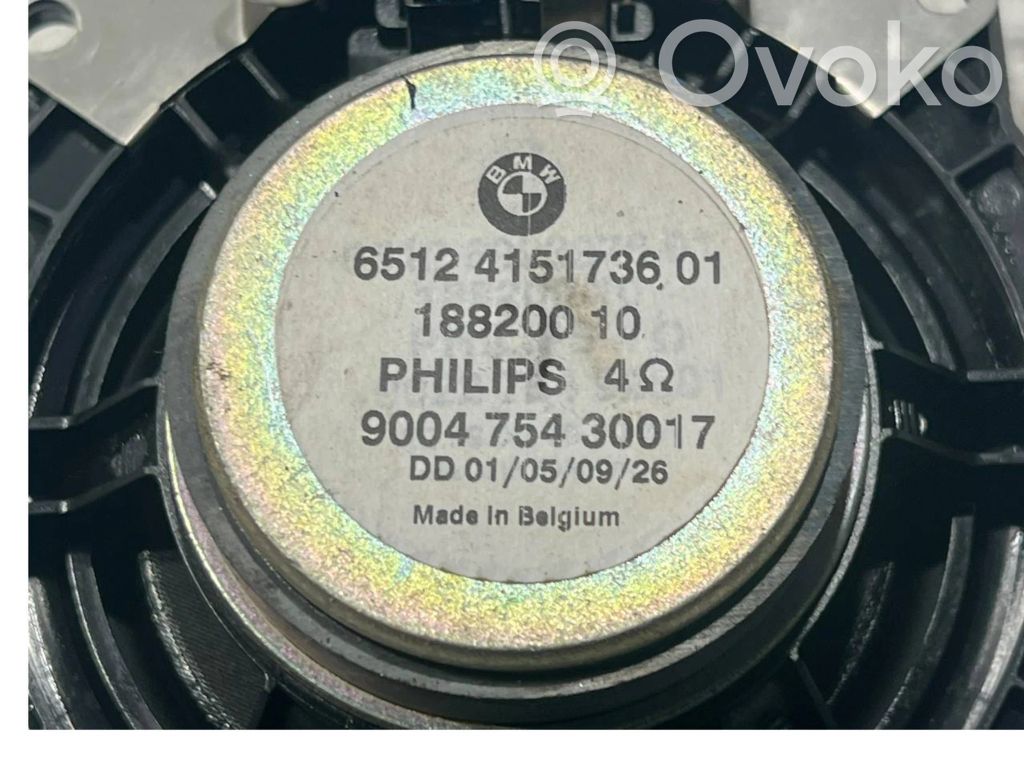 Ovoko
BMW
6512 4151736 01
188200 10
PHILIPS 4Ω
9004 754 30017
DD 01/05/09/26
Made in Belgium